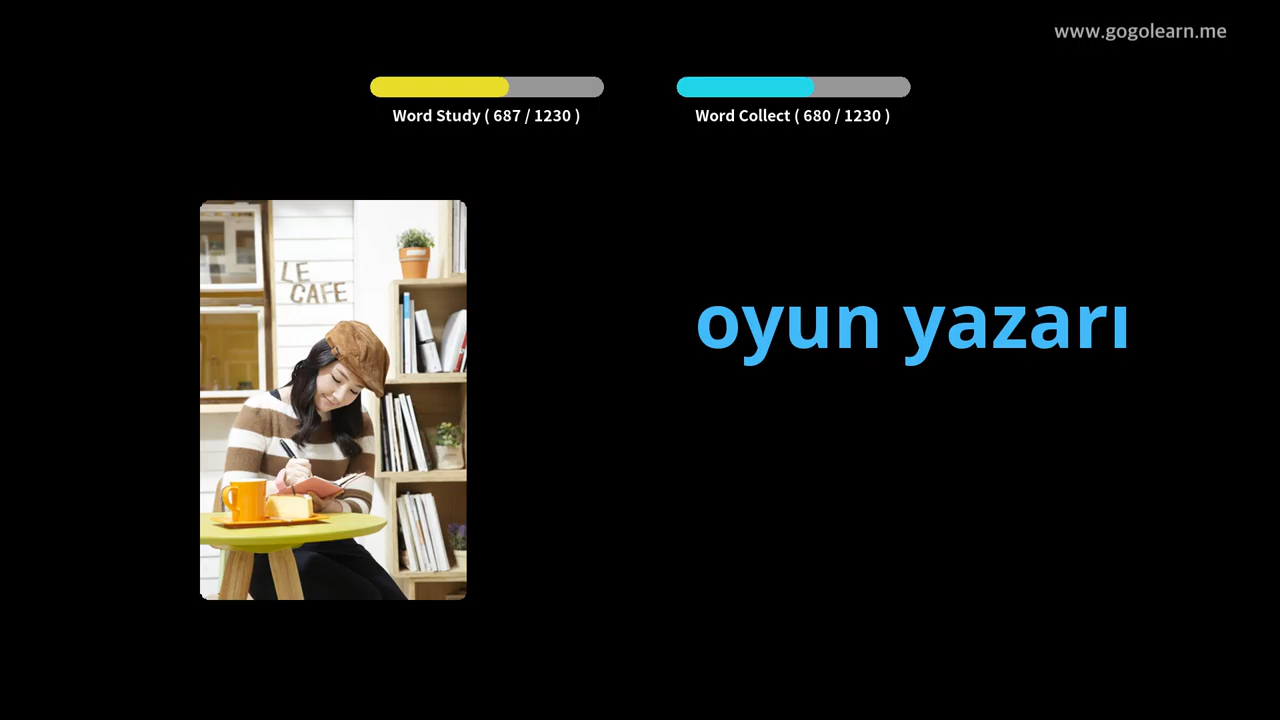 www.gogolearn.me
Word Study ( 687 / 1230 )
Word Collect ( 680 / 1230 )
LE
CAFE
oyun yazarı